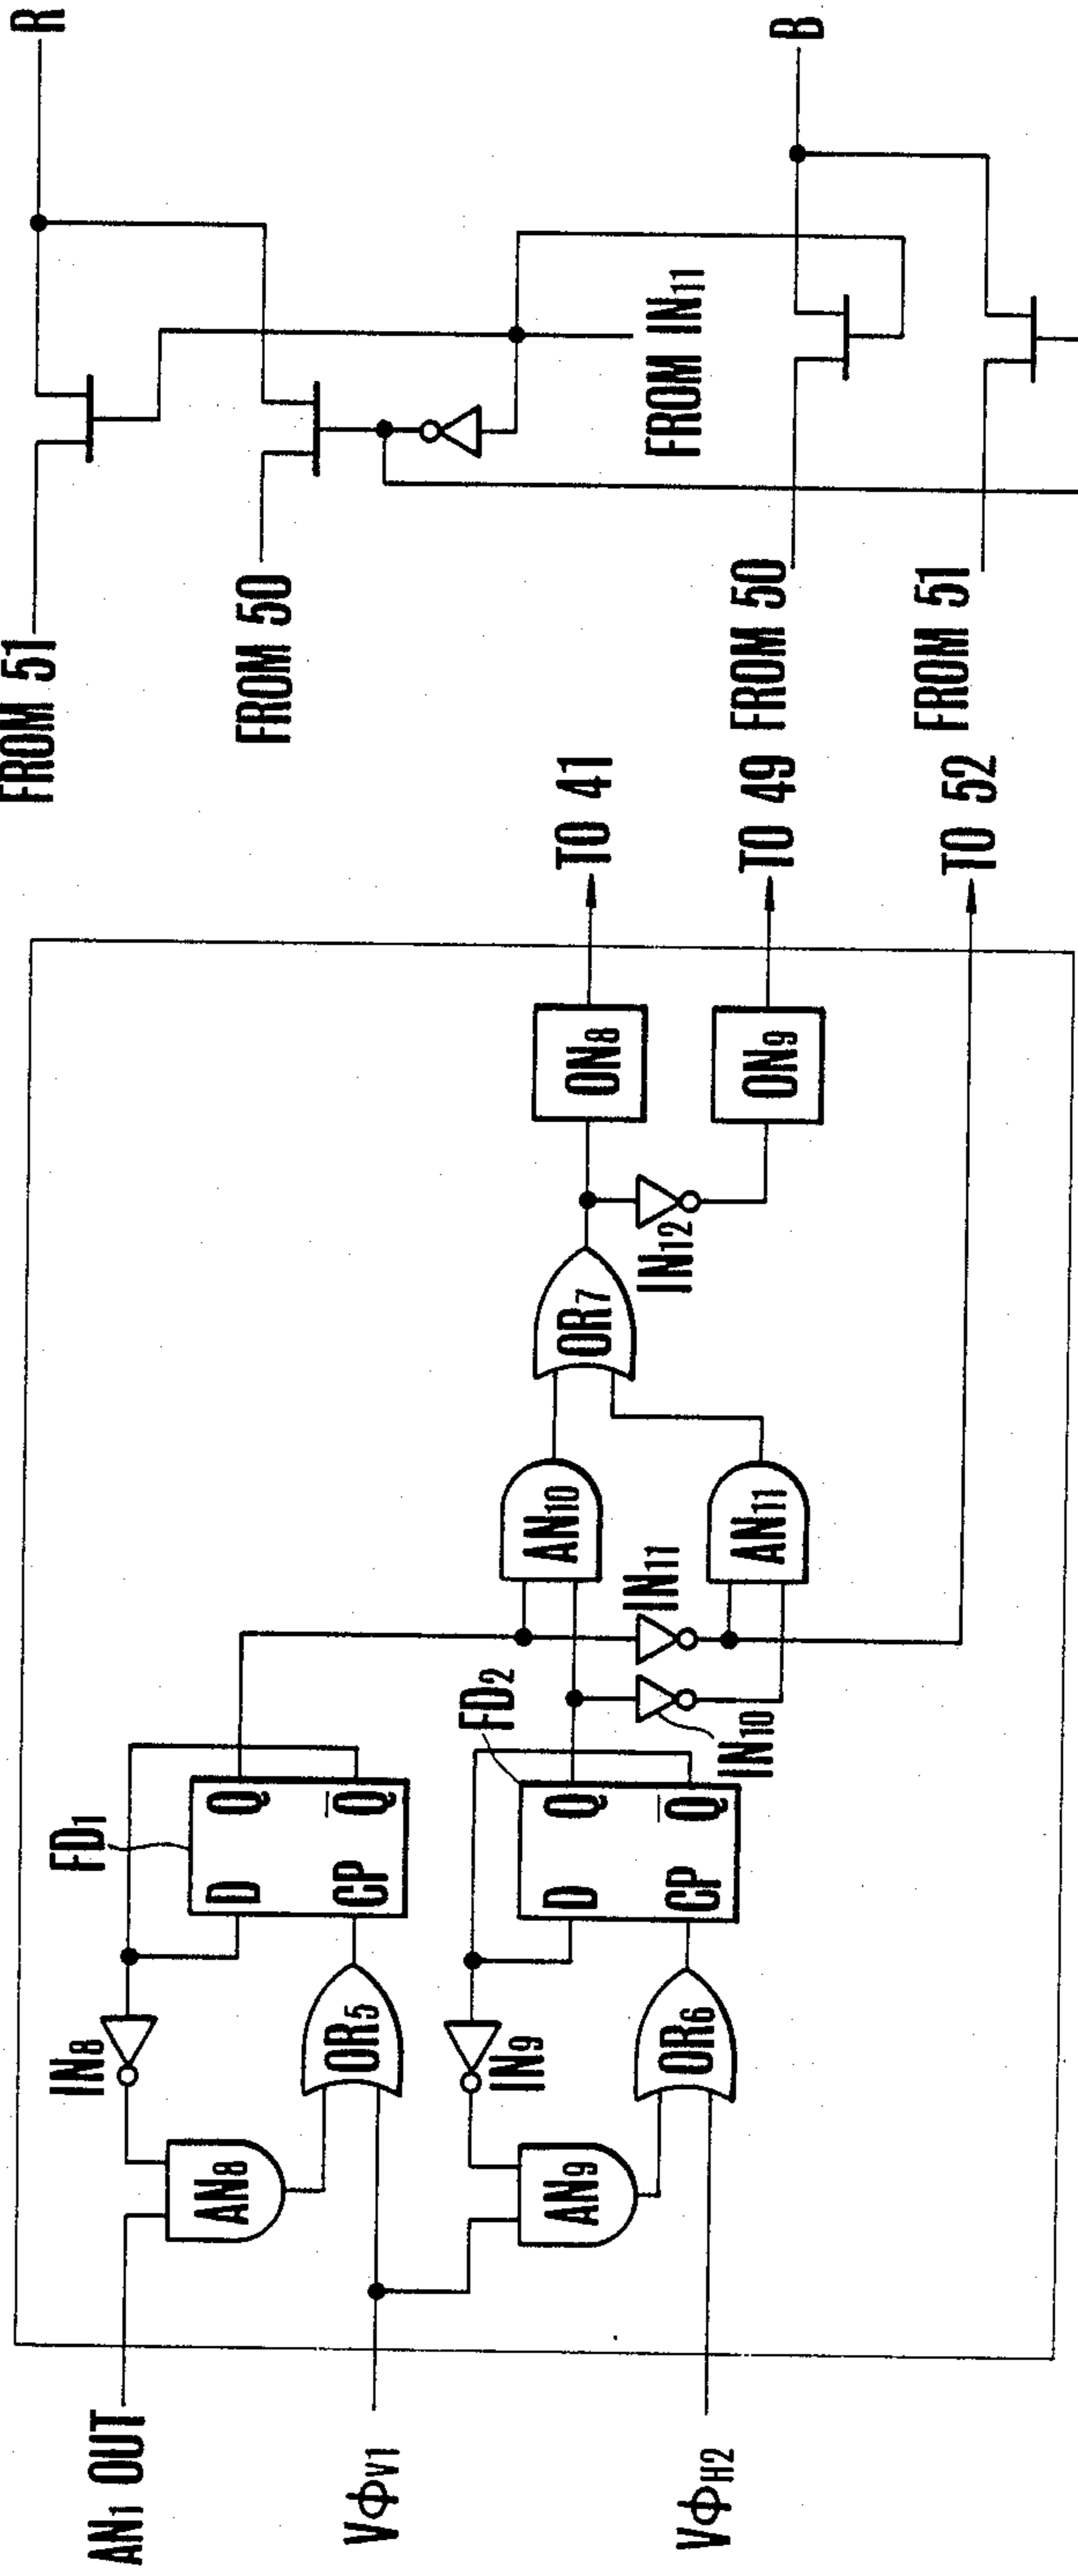 AN1 OUT
VΦV1
VΦH2
AN8
IN8
OR5
FD1
D
Q
CP
Q̅
AN9
IN9
OR6
FD2
D
Q
CP
Q̅
IN10
IN11
AN10
AN11
OR7
IN12
ON8
ON9
TO 41
TO 49
TO 52
FROM 51
FROM 50
FROM IN11
R
FROM 50
FROM 51
B